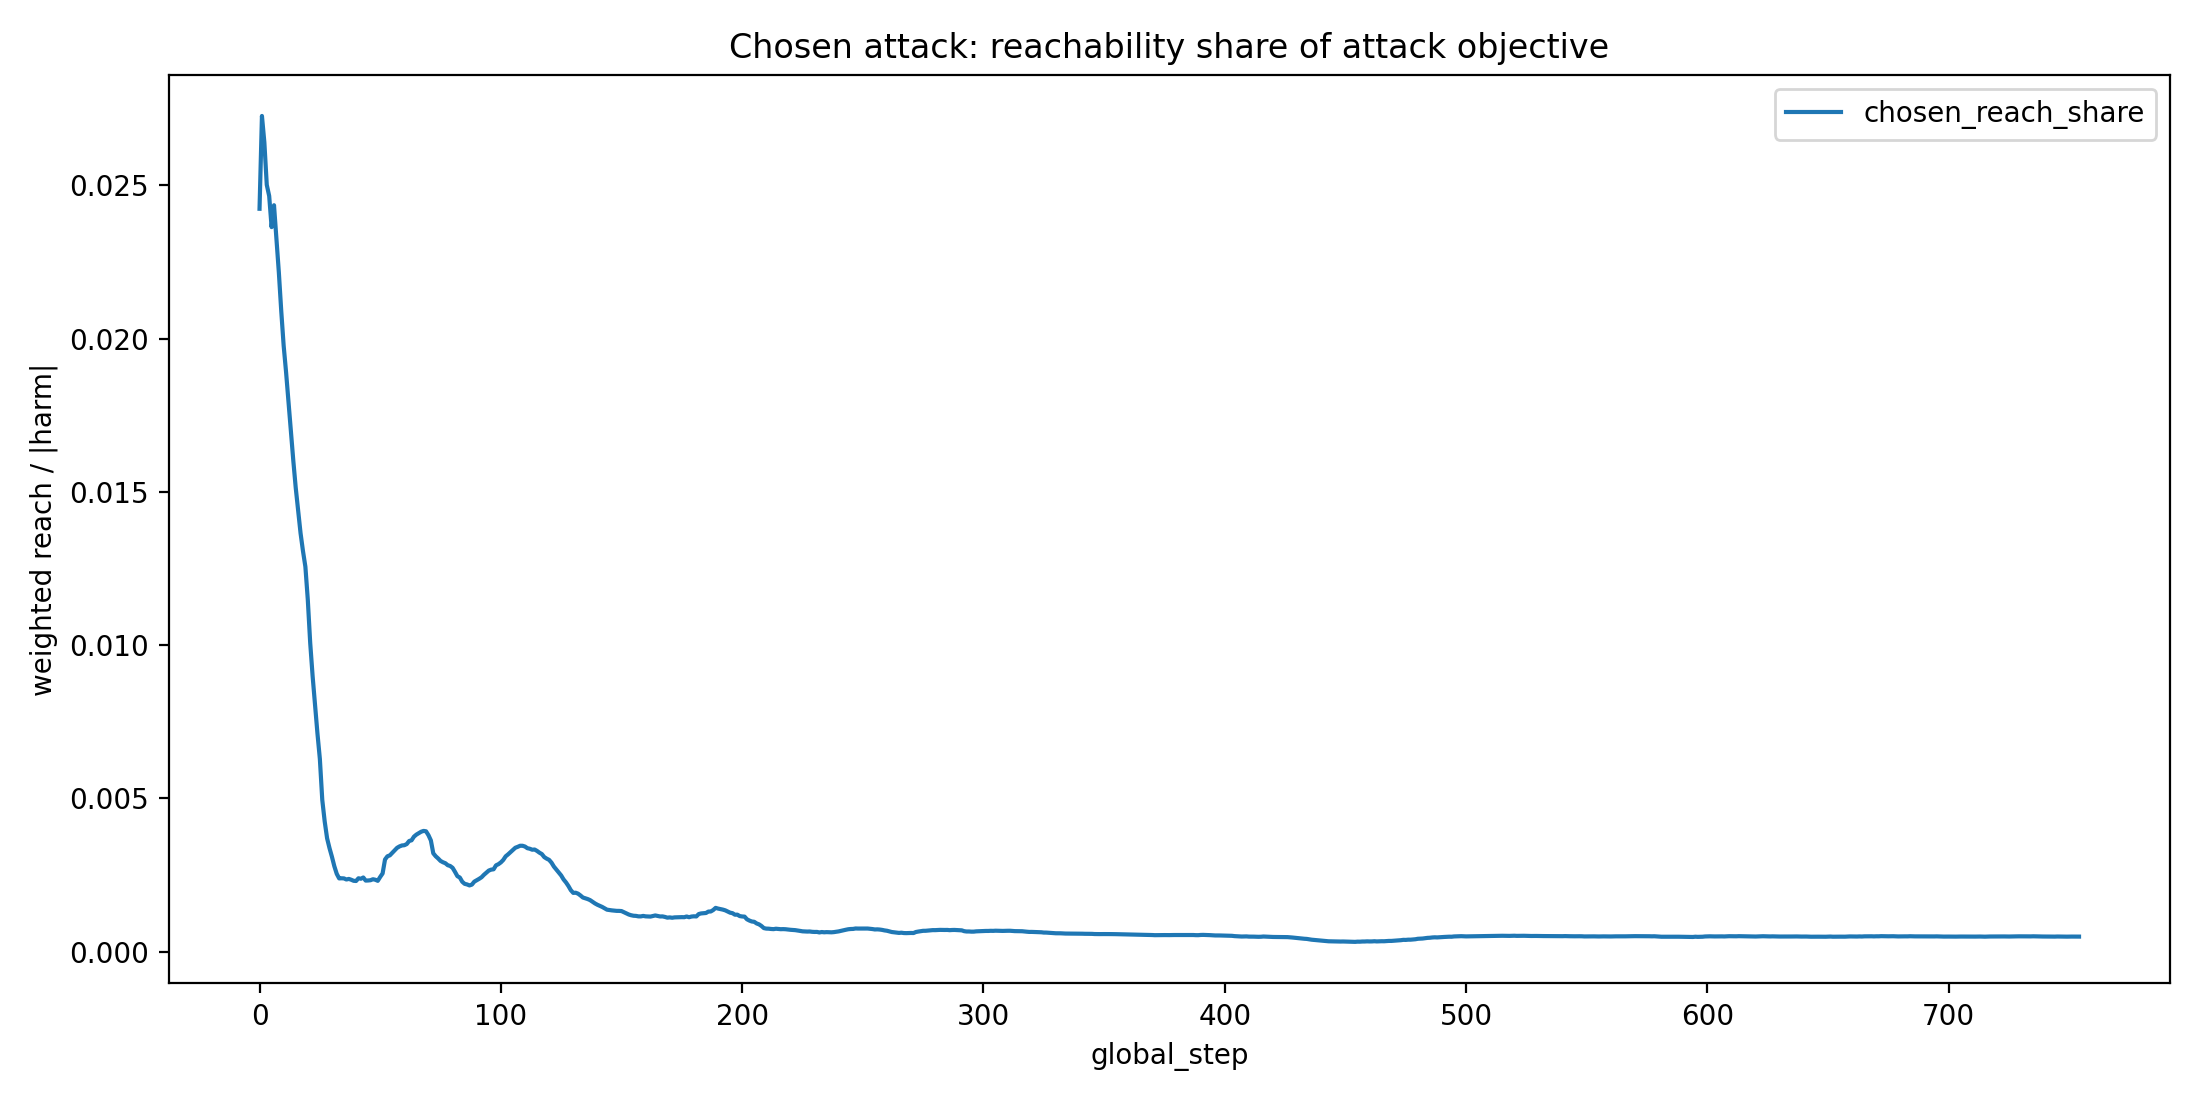 Chosen attack: reachability share of attack objective
chosen_reach_share
weighted reach / |harm|
0.025
0.020
0.015
0.010
0.005
0.000
0 100 200 300 400 500 600 700
global_step